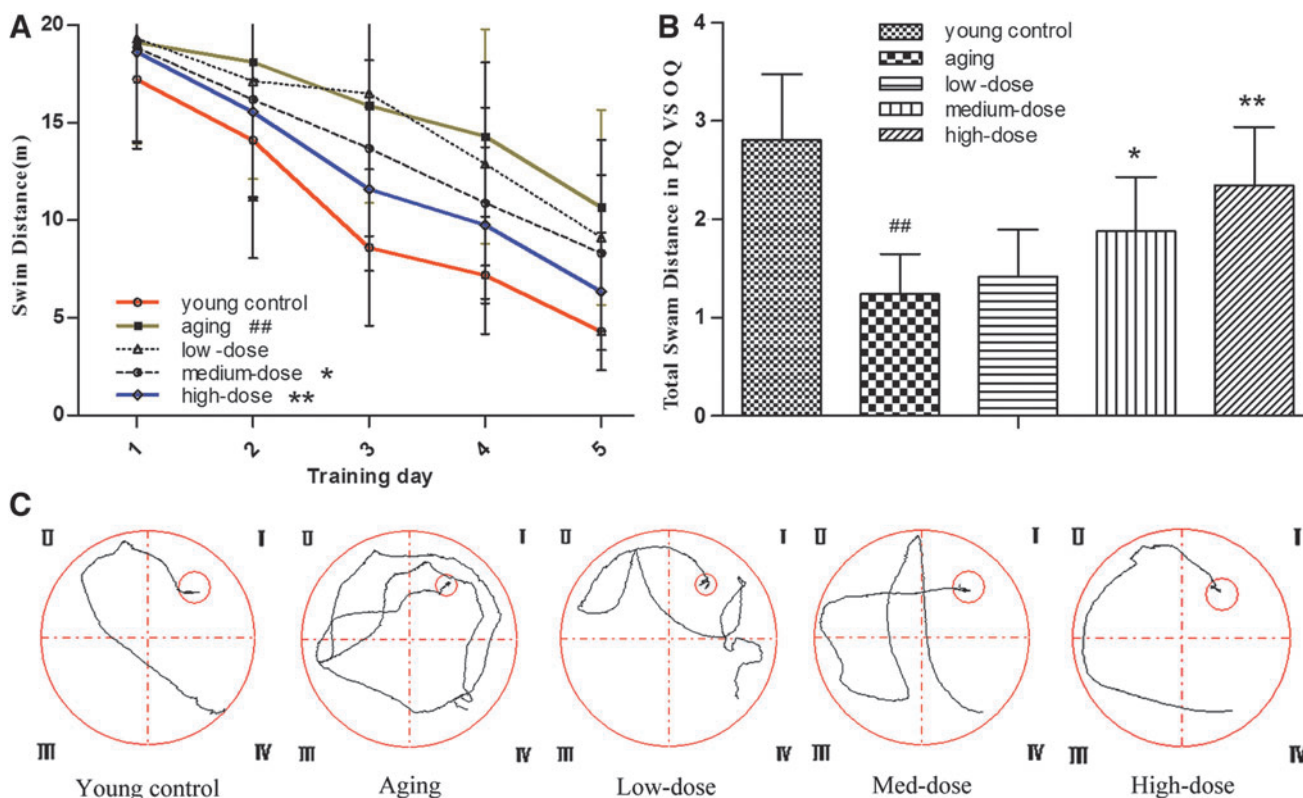 A
Swim Distance(m)
20
15
10
5
0
young control
aging ##
low-dose
medium-dose *
high-dose **
1 2 3 4 5
Training day
B
Total Swam Distance in PQ VS OQ
4
3
2
1
0
young control
aging
low-dose
medium-dose
high-dose
##
*
**
C
II I
III IV
Young control
II I
III IV
Aging
II I
III IV
Low-dose
II I
III IV
Med-dose
II I
III IV
High-dose